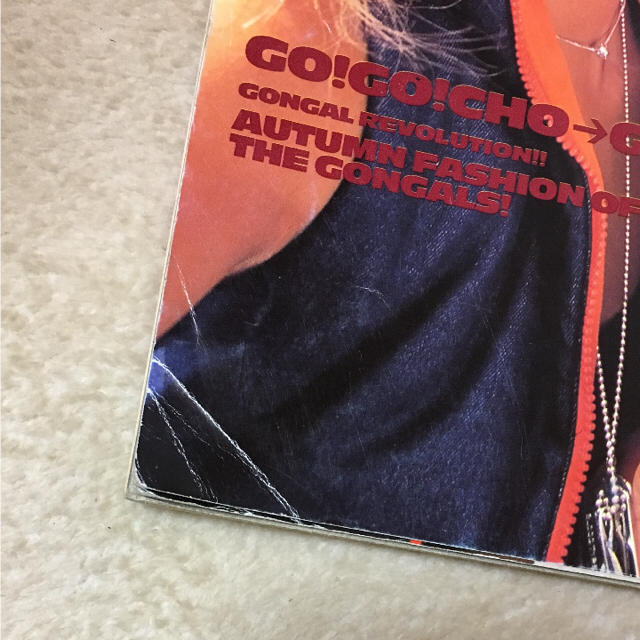 GO!GO!CHO→G
GONGAL REVOLUTION!!
AUTUMN FASHION OF
THE GONGALS!